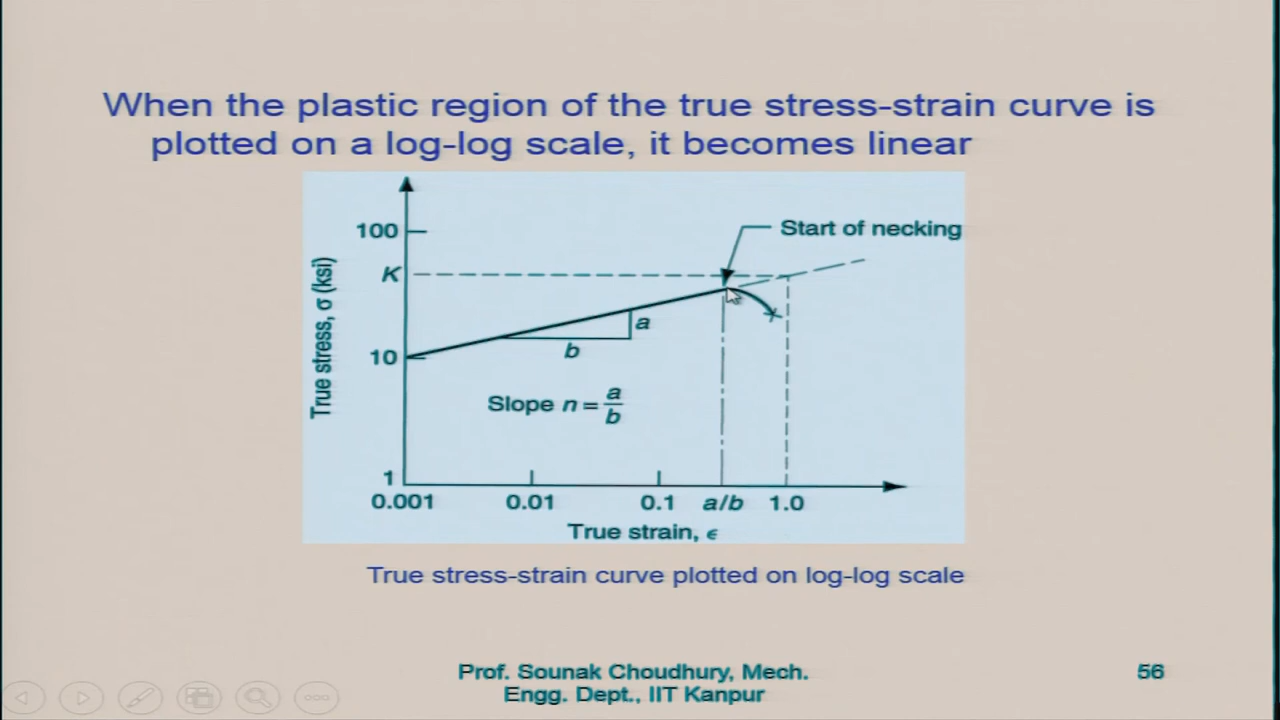 When the plastic region of the true stress-strain curve is
plotted on a log-log scale, it becomes linear
Start of necking
100
K
True stress, σ (ksi)
a
b
10
Slope n = a/b
1
0.001 0.01 0.1 a/b 1.0
True strain, ϵ
True stress-strain curve plotted on log-log scale
Prof. Sounak Choudhury, Mech.
Engg. Dept., IIT Kanpur
56